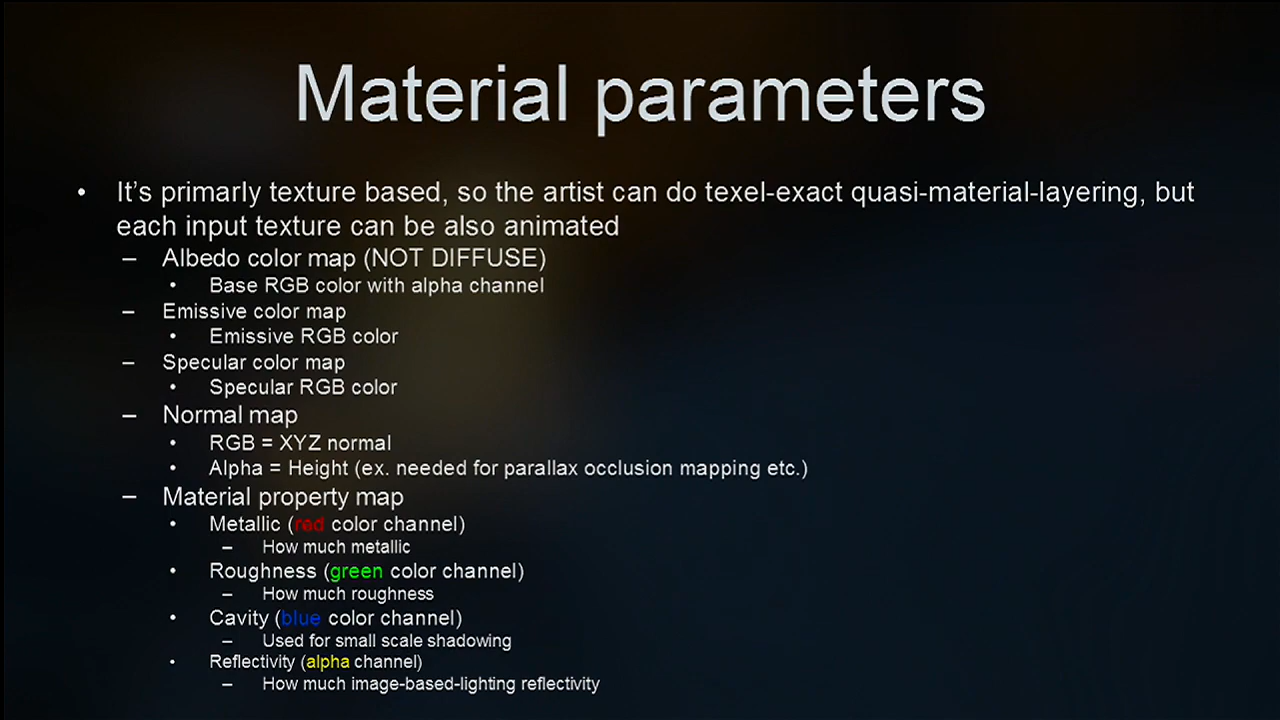 Material parameters
• It's primarly texture based, so the artist can do texel-exact quasi-material-layering, but
each input texture can be also animated
– Albedo color map (NOT DIFFUSE)
• Base RGB color with alpha channel
– Emissive color map
• Emissive RGB color
– Specular color map
• Specular RGB color
– Normal map
• RGB = XYZ normal
• Alpha = Height (ex. needed for parallax occlusion mapping etc.)
– Material property map
• Metallic (red color channel)
– How much metallic
• Roughness (green color channel)
– How much roughness
• Cavity (blue color channel)
– Used for small scale shadowing
• Reflectivity (alpha channel)
– How much image-based-lighting reflectivity